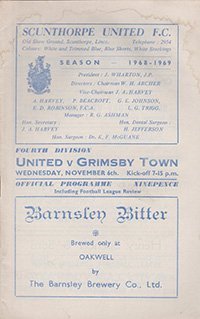 SCUNTHORPE UNITED F.C.
Old Show Ground, Scunthorpe, Lincs. Telephone : 2954
Colours: White and Trimmed Blue, Blue Shorts, White Stockings
SEASON - 1968-1969
President : J. WHARTON, J.P.
Directors : Chairman W. H. ARCHER
Vice-Chairman J. A. HARVEY
A. HARVEY, P. DEACROFT, G. E. JOHNSON,
E. D. ROBINSON, F.C.A. L. G. TRIGG.
Manager : R. G. ASHMAN
Hon. Secretary : Hon. Dental Surgeon :
J. A. HARVEY H. JEFFERSON
Hon. Surgeon : Dr. E. F. McGUANE
FOURTH DIVISION
UNITED v GRIMSBY TOWN
WEDNESDAY, NOVEMBER 6th. Kick-off 7-15 p.m.
OFFICIAL PROGRAMME NINEPENCE
Including Football League Review
Barnsley Bitter
Brewed only at
OAKWELL
by
The Barnsley Brewery Co., Ltd.